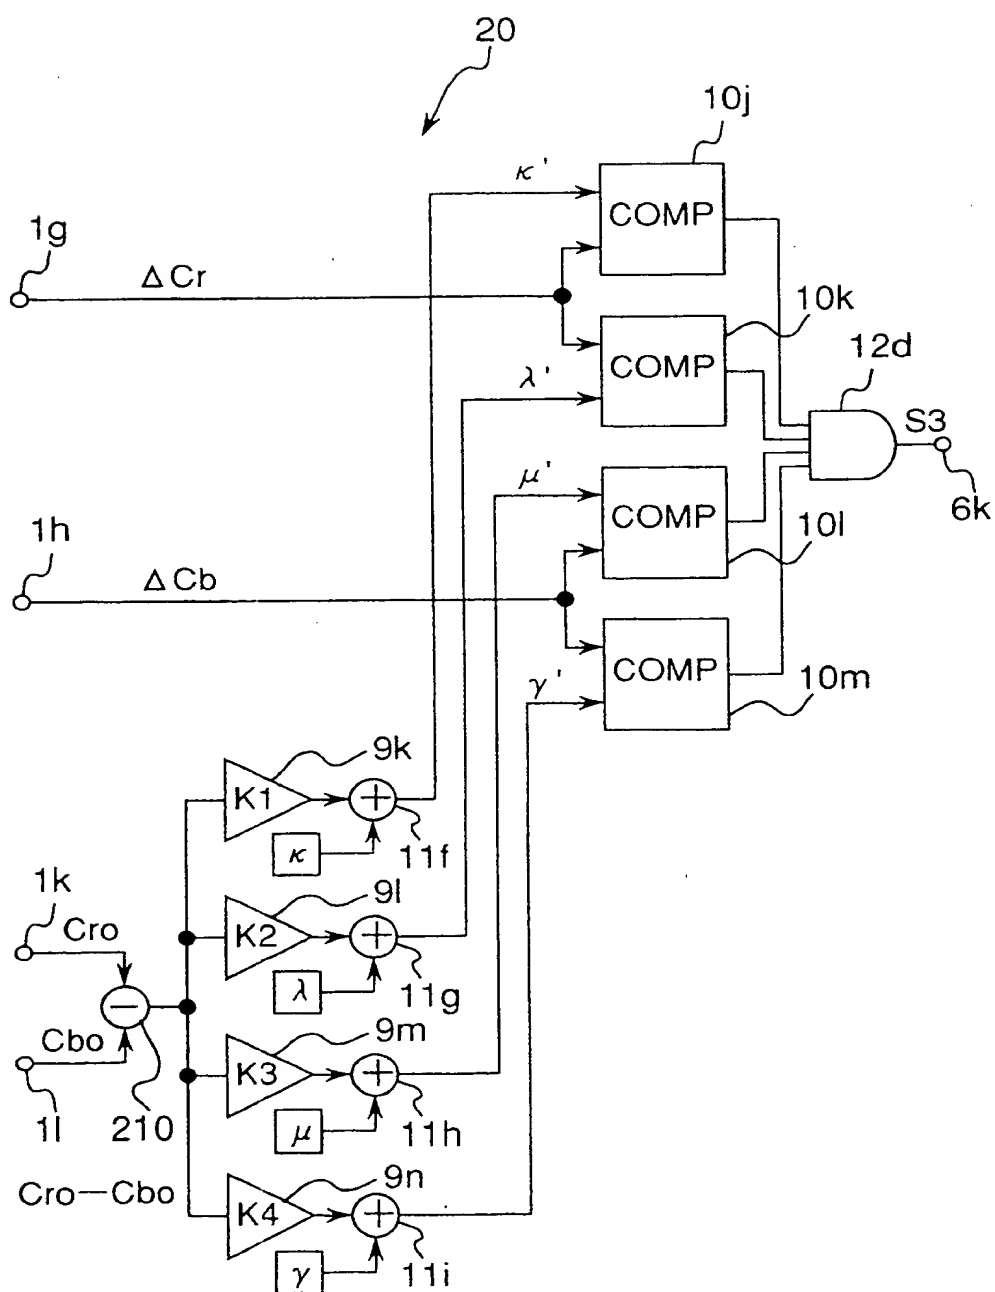 20
10j
κ'
COMP
1g
ΔCr
10k
COMP
12d
λ'
S3
6k
μ'
COMP
10l
1h
ΔCb
COMP
10m
γ'
9k
K1
κ
11f
1k
Cro
9l
K2
λ
11g
Cbo
9m
K3
1l
210
μ
11h
Cro—Cbo
9n
K4
γ
11i